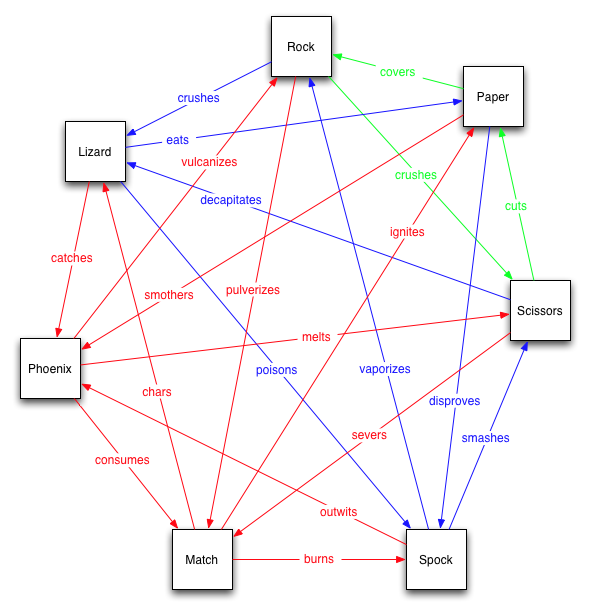 Rock
covers
Paper
crushes
eats
Lizard
vulcanizes
crushes
decapitates
cuts
ignites
catches
smothers
pulverizes
Scissors
melts
Phoenix
poisons
vaporizes
chars
disproves
severs
smashes
consumes
outwits
Match
burns
Spock